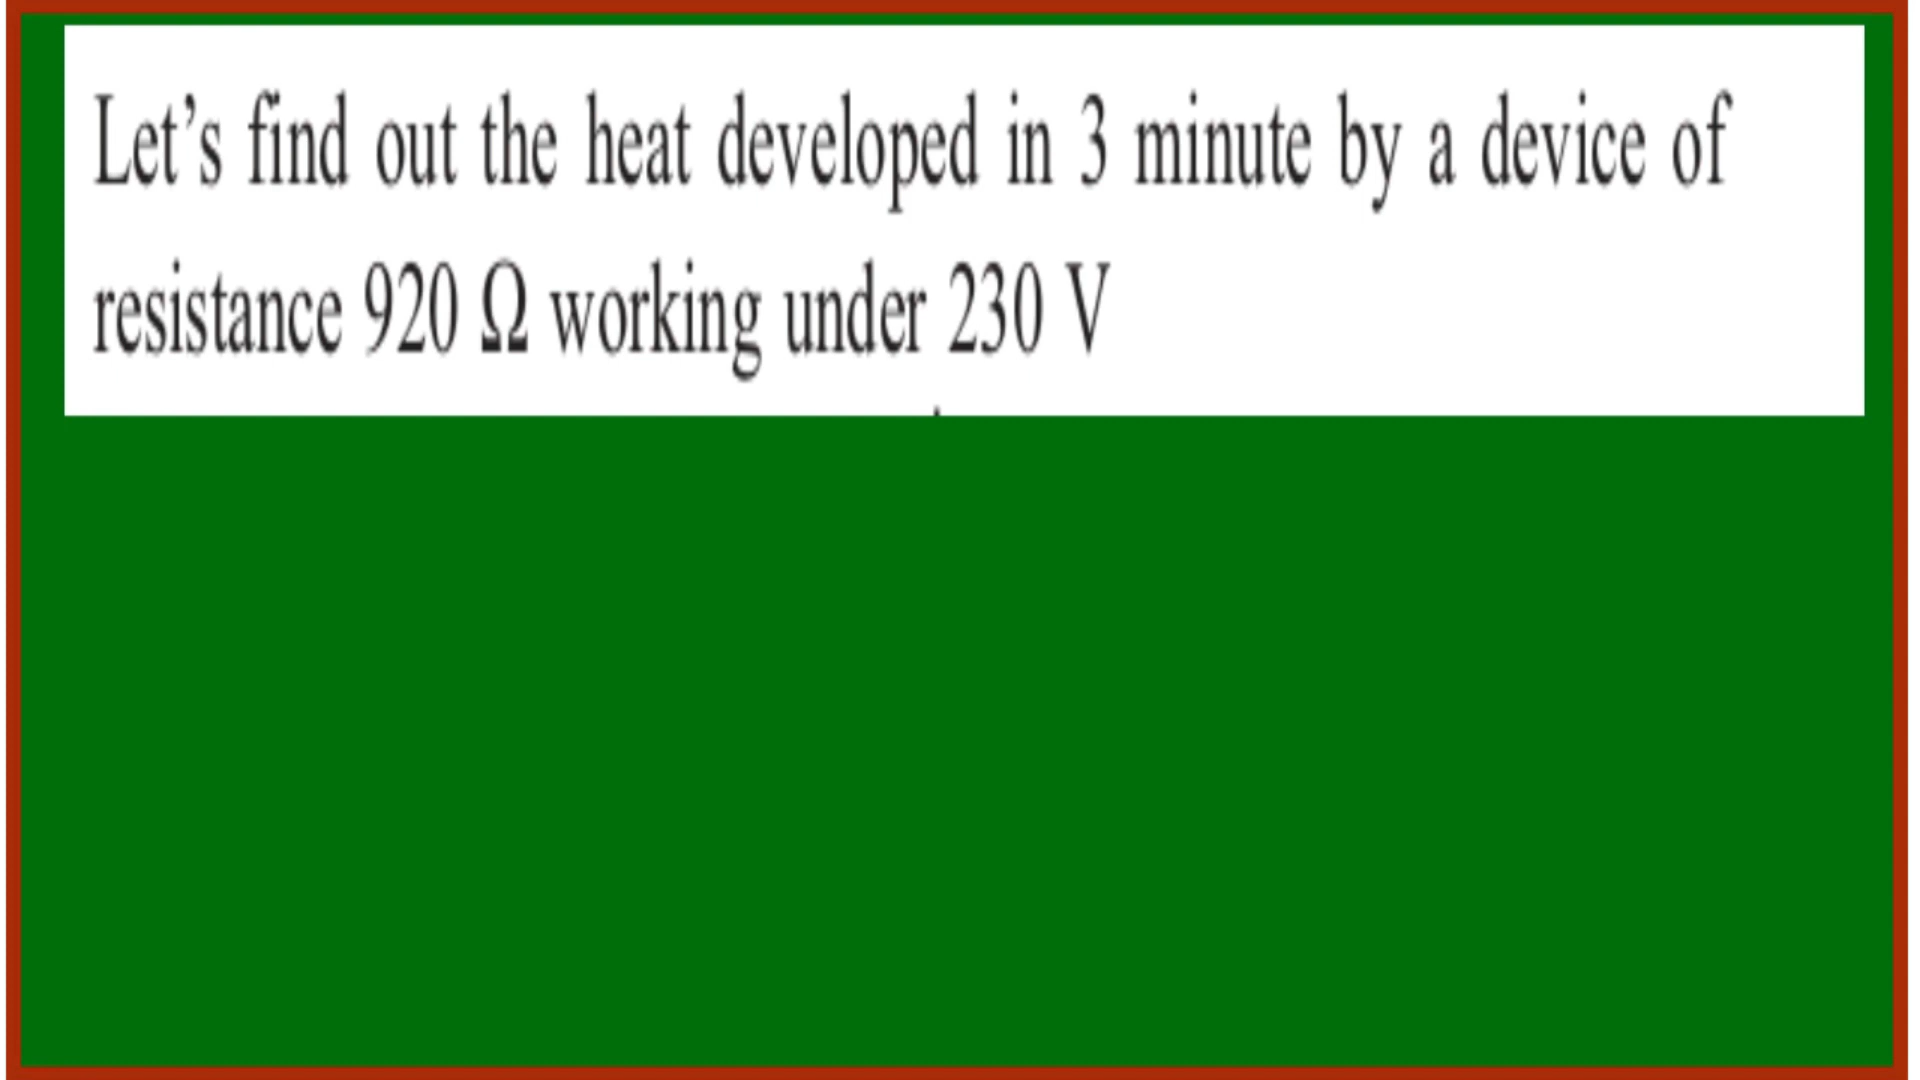 Let’s find out the heat developed in 3 minute by a device of
resistance 920 Ω working under 230 V